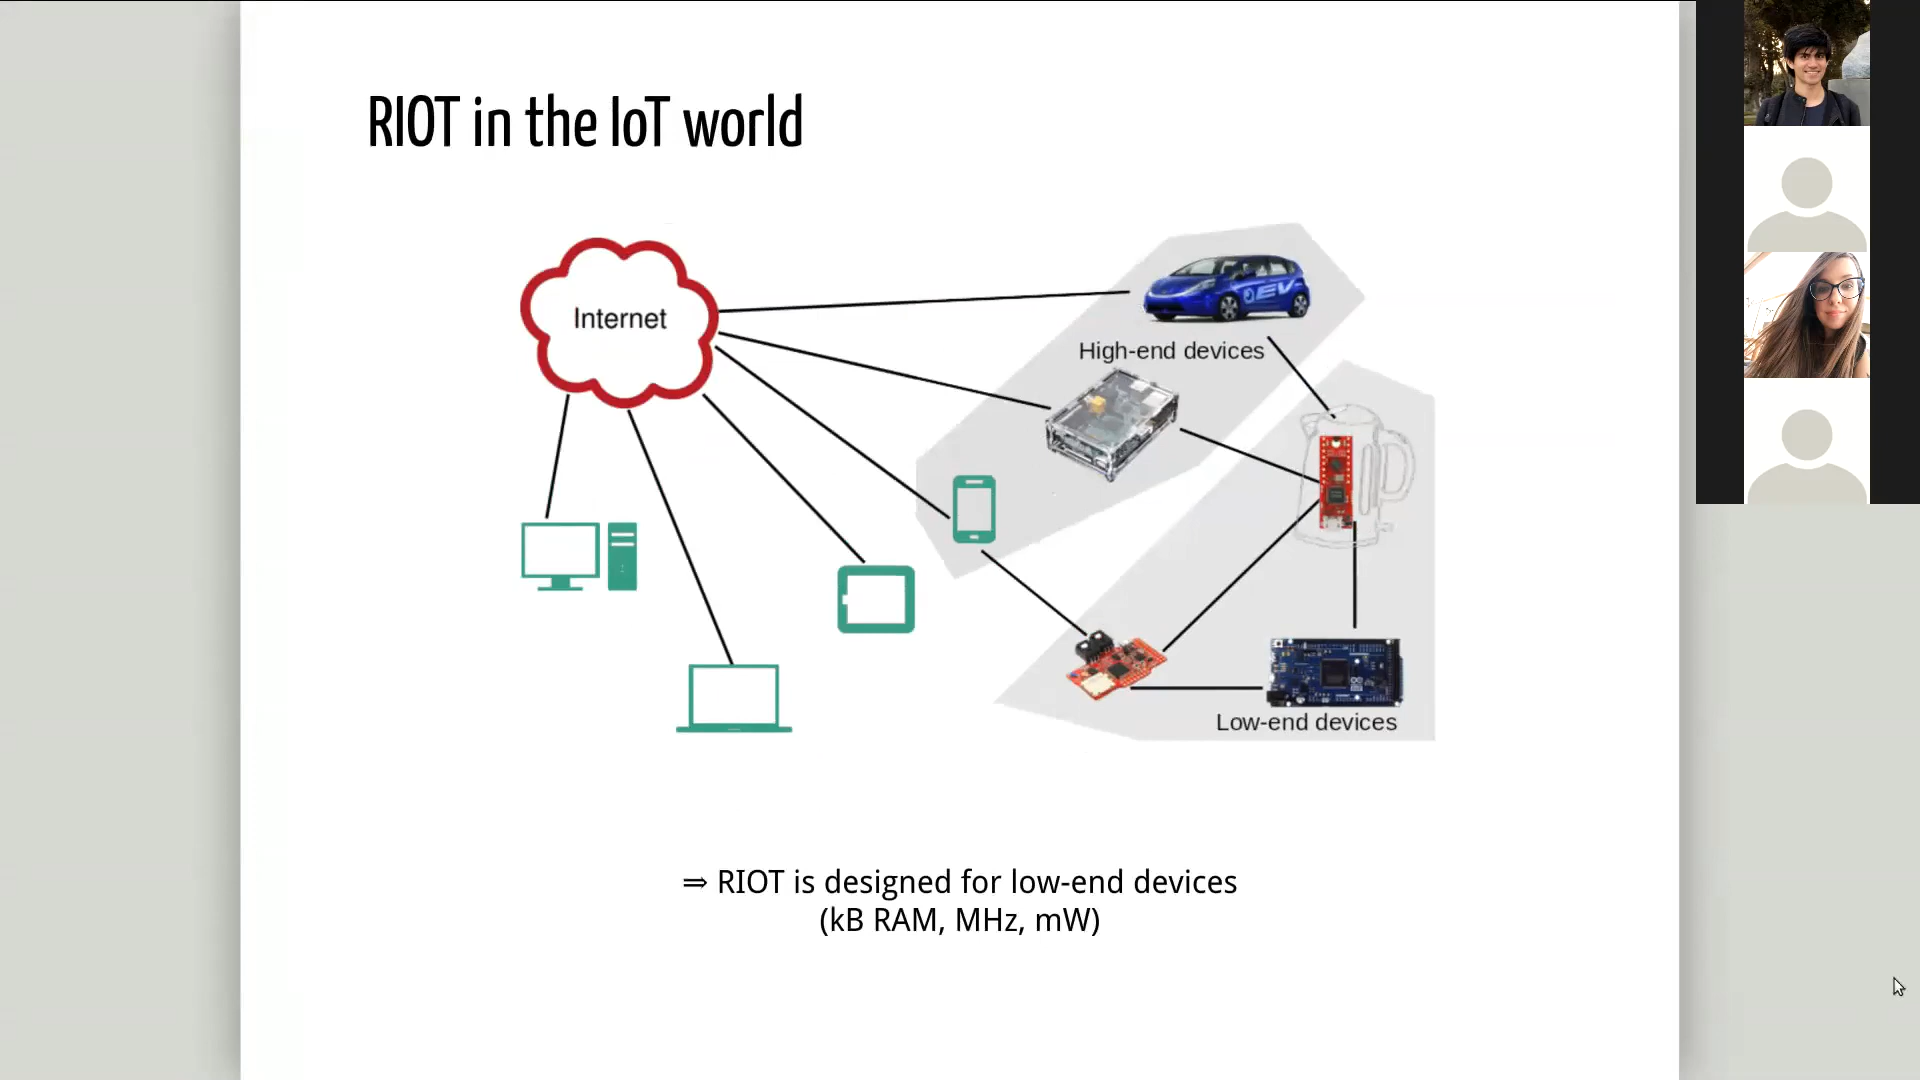 RIOT in the IoT world
Internet
EV
High-end devices
Low-end devices
⇒ RIOT is designed for low-end devices
(kB RAM, MHz, mW)